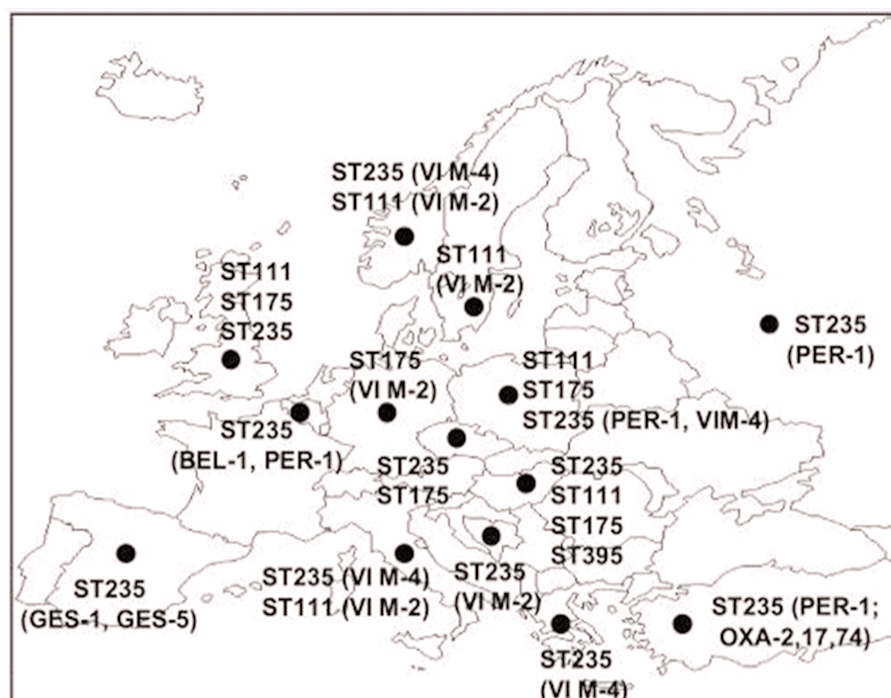 ST235 (VI M-4)
ST111 (VI M-2)
ST111
(VI M-2)
ST111
ST175
ST235
ST235
(PER-1)
ST175
(VI M-2)
ST111
ST175
ST235 (PER-1, VIM-4)
ST235
(BEL-1, PER-1)
ST235
ST175
ST235
ST111
ST175
ST395
ST235
(GES-1, GES-5)
ST235 (VI M-4)
ST111 (VI M-2)
ST235
(VI M-2)
ST235 (PER-1;
OXA-2,17,74)
ST235
(VI M-4)